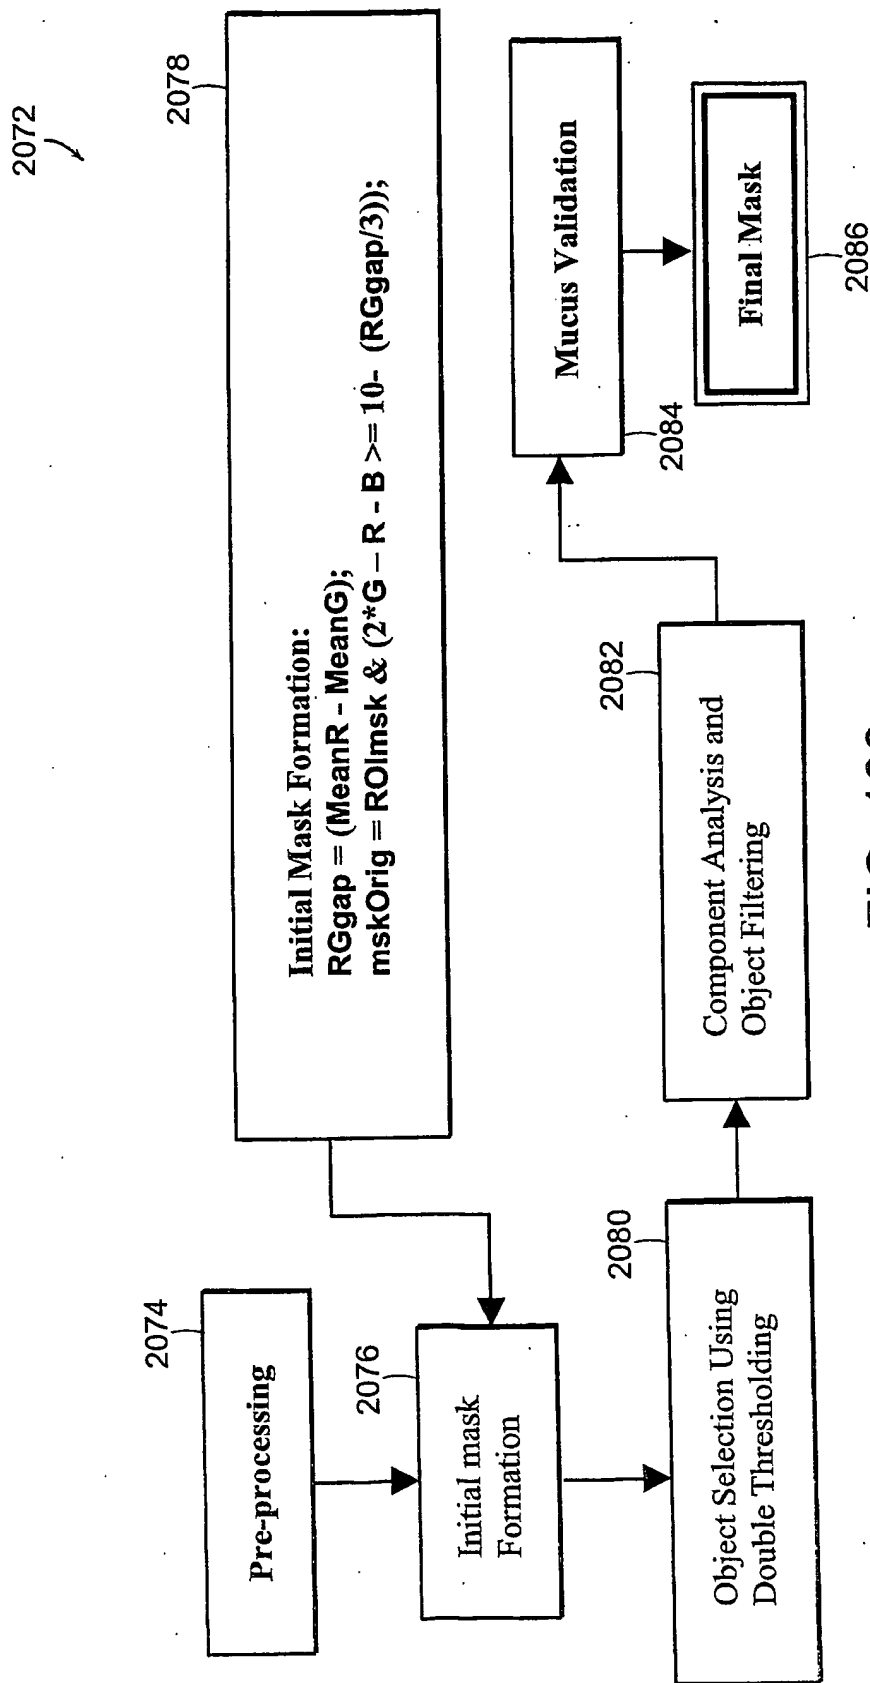 2072
2074
Pre-processing
2076
Initial mask
Formation
2078
Initial Mask Formation:
RGgap = (MeanR - MeanG);
mskOrig = ROImsk & (2*G – R - B >= 10- (RGgap/3));
2080
Object Selection Using
Double Thresholding
2082
Component Analysis and
Object Filtering
2084
Mucus Validation
Final Mask
2086